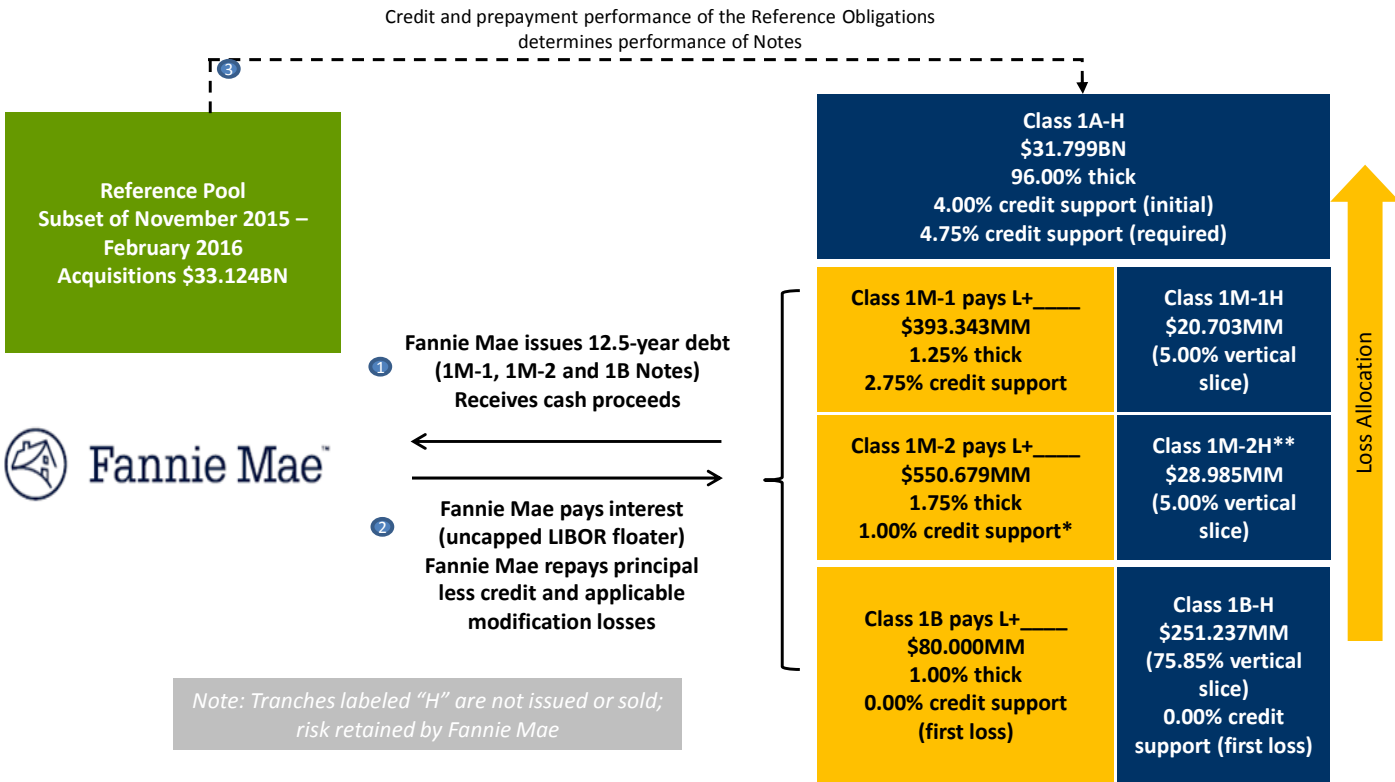 Credit and prepayment performance of the Reference Obligations
determines performance of Notes
3
Reference Pool
Subset of November 2015 –
February 2016
Acquisitions $33.124BN
Class 1A-H
$31.799BN
96.00% thick
4.00% credit support (initial)
4.75% credit support (required)
1
Fannie Mae issues 12.5-year debt
(1M-1, 1M-2 and 1B Notes)
Receives cash proceeds
Class 1M-1 pays L+____
$393.343MM
1.25% thick
2.75% credit support
Class 1M-1H
$20.703MM
(5.00% vertical
slice)
Loss Allocation
Fannie Mae™
Class 1M-2 pays L+____
$550.679MM
1.75% thick
1.00% credit support*
Class 1M-2H**
$28.985MM
(5.00% vertical
slice)
2
Fannie Mae pays interest
(uncapped LIBOR floater)
Fannie Mae repays principal
less credit and applicable
modification losses
Class 1B pays L+____
$80.000MM
1.00% thick
0.00% credit support
(first loss)
Class 1B-H
$251.237MM
(75.85% vertical
slice)
0.00% credit
support (first loss)
Note: Tranches labeled “H” are not issued or sold;
risk retained by Fannie Mae